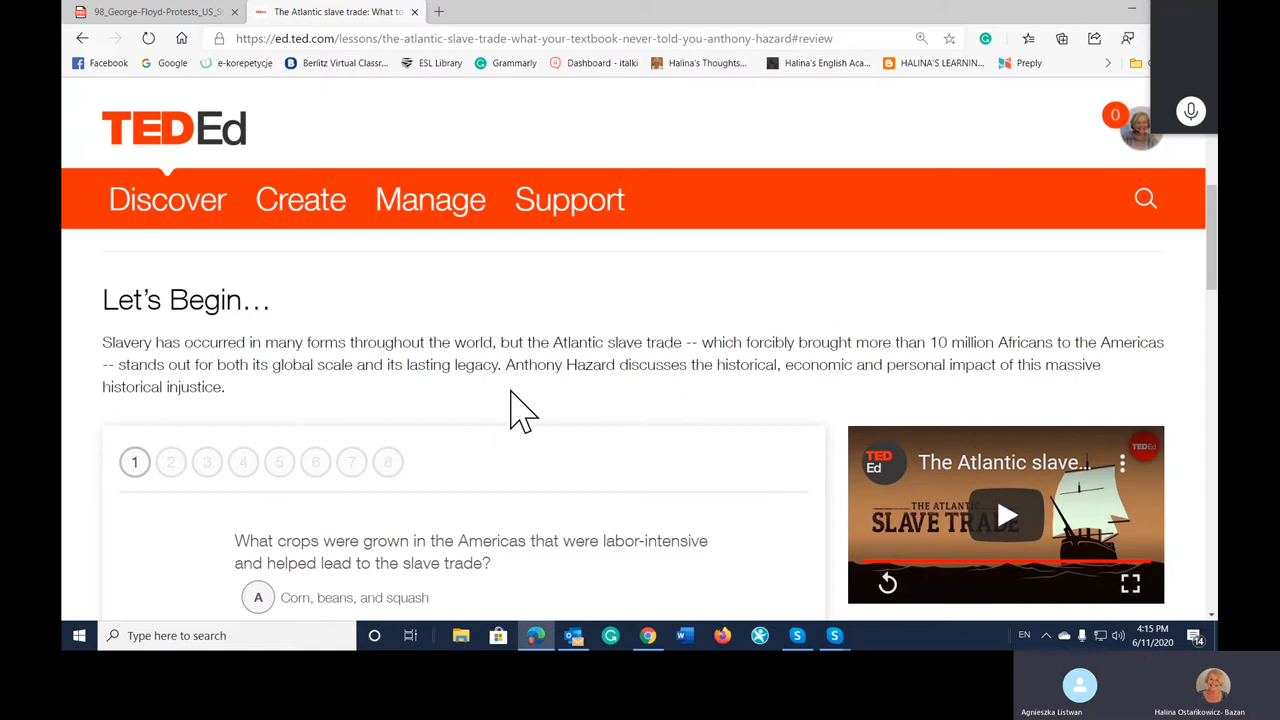 98_George-Floyd-Protests_US_St
The Atlantic slave trade: What to
https://ed.ted.com/lessons/the-atlantic-slave-trade-what-your-textbook-never-told-you-anthony-hazard#review
Facebook
Google
e-korepetycje
Berlitz Virtual Classr...
ESL Library
Grammarly
Dashboard - italki
Halina's Thoughts...
Halina's English Aca...
HALINA'S LEARNIN...
Preply
TEDEd
0
Discover Create Manage Support
Let's Begin...
Slavery has occurred in many forms throughout the world, but the Atlantic slave trade -- which forcibly brought more than 10 million Africans to the Americas
-- stands out for both its global scale and its lasting legacy. Anthony Hazard discusses the historical, economic and personal impact of this massive
historical injustice.
1 2 3 4 5 6 7 8
What crops were grown in the Americas that were labor-intensive
and helped lead to the slave trade?
A Corn, beans, and squash
TED
Ed
The Atlantic slave...
TEDEd
THE ATLANTIC
SLAVE TRADE
Type here to search
EN
4:15 PM
6/11/2020
14
Agnieszka Listwan
Halina Ostańkowicz- Bazan